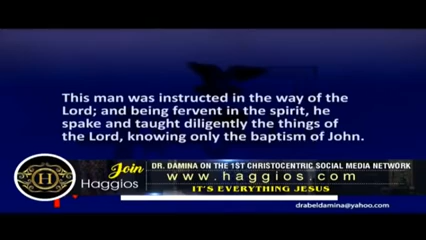 This man was instructed in the way of the
Lord; and being fervent in the spirit, he
spake and taught diligently the things of
the Lord, knowing only the baptism of John.
H
Join
Haggios
DR. DAMINA ON THE 1ST CHRISTOCENTRIC SOCIAL MEDIA NETWORK
www.haggios.com
IT'S EVERYTHING JESUS
drabeldamina@yahoo.com